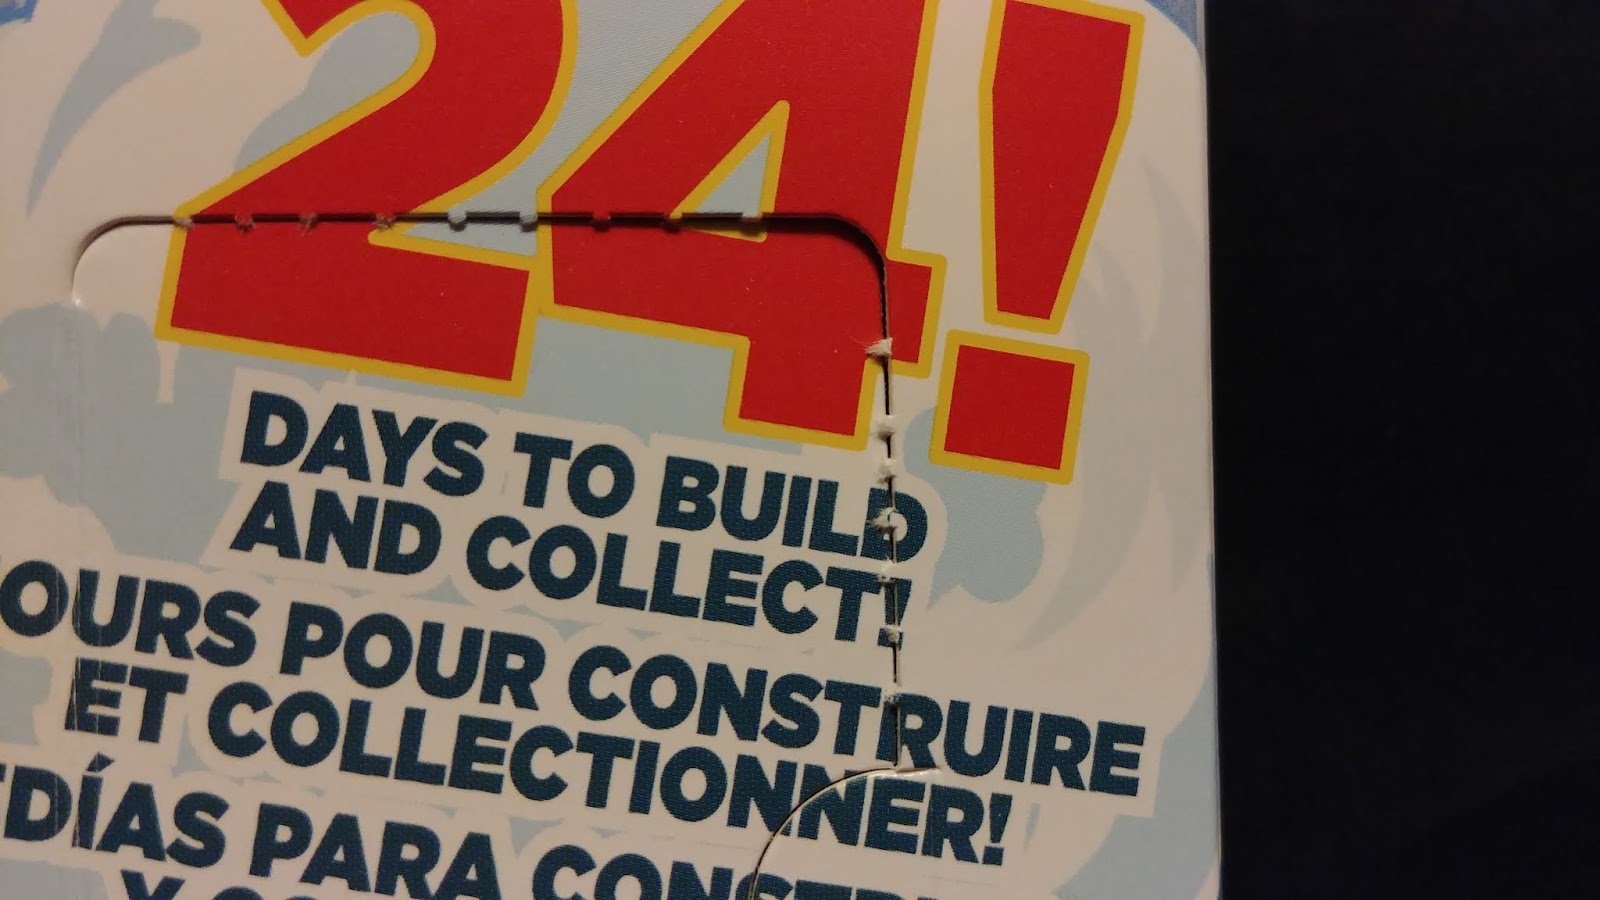 24!
DAYS TO BUILD
AND COLLECT!
OURS POUR CONSTRUIRE
ET COLLECTIONNER!
DÍAS PARA
Y